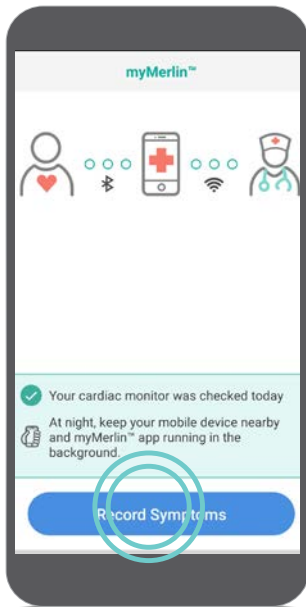 myMerlin™
Your cardiac monitor was checked today
At night, keep your mobile device nearby
and myMerlin™ app running in the
background.
Record Symptoms